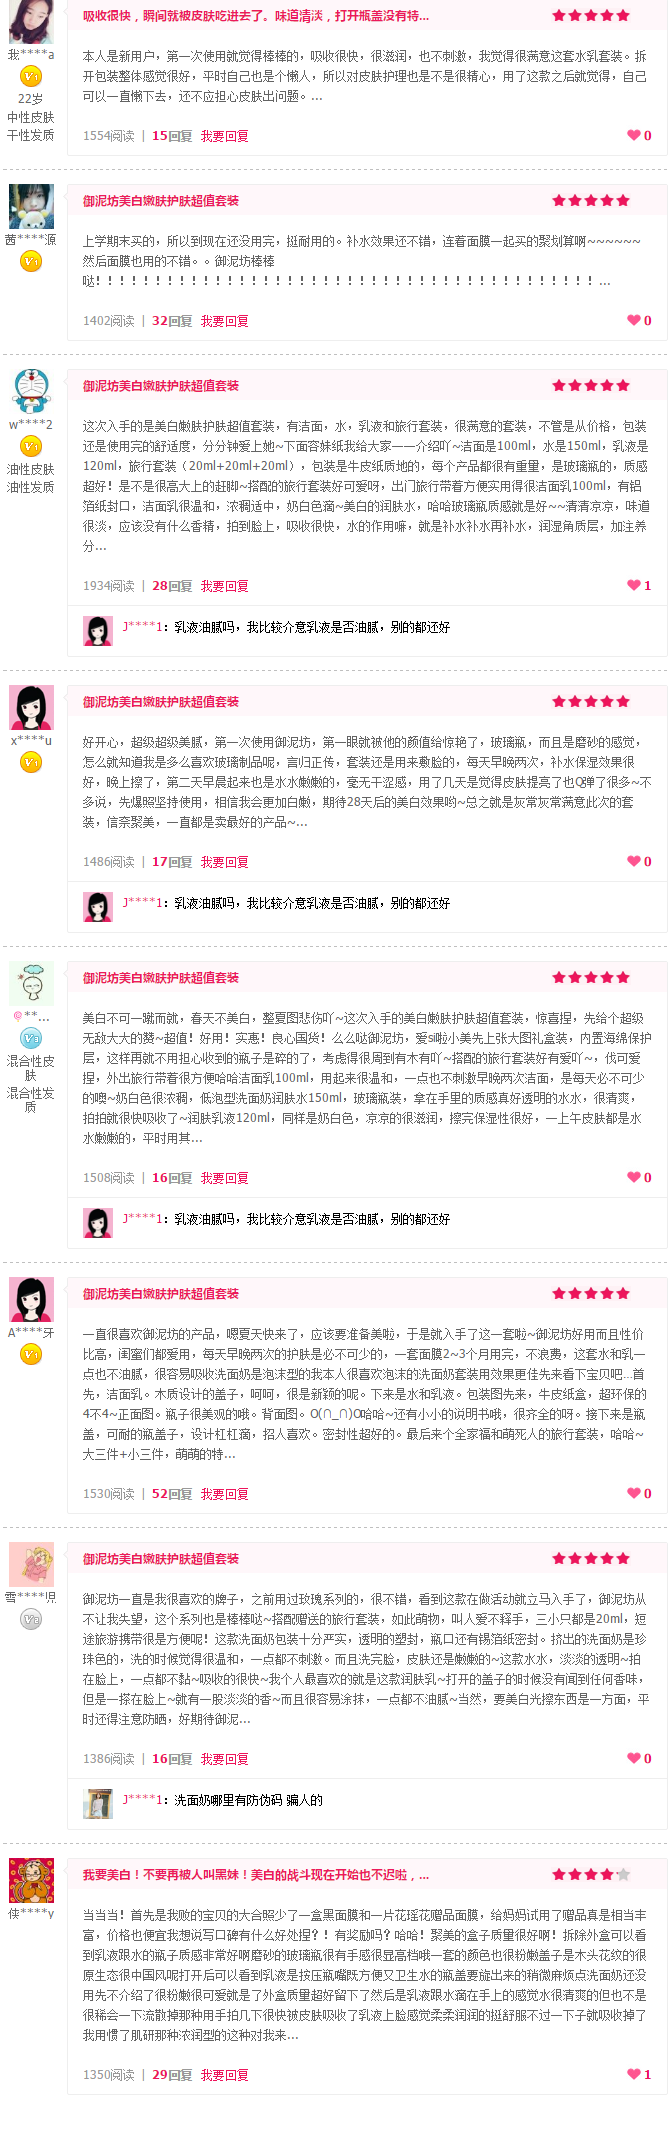 吸收很快，瞬间就被皮肤吃进去了。味道清淡，打开瓶盖没有特...
我****a
V1
22岁
中性皮肤
干性发质
本人是新用户，第一次使用就觉得棒棒的，吸收很快，很滋润，也不刺激，我觉得很满意这套水乳套装。拆
开包装整体感觉很好，平时自己也是个懒人，所以对皮肤护理也是不是很精心，用了这款之后就觉得，自己
可以一直懒下去，还不应担心皮肤出问题。...
1554阅读 | 15回复 我要回复
0
御泥坊美白嫩肤护肤超值套装
茜****源
V1
上学期末买的，所以到现在还没用完，挺耐用的。补水效果还不错，连着面膜一起买的聚划算啊~~~~~~
然后面膜也用的不错。。御泥坊棒棒
哒！！！！！！！！！！！！！！！！！！！！！！！！！！！！！！！！！！！！！！！！！！...
1402阅读 | 32回复 我要回复
0
御泥坊美白嫩肤护肤超值套装
w****2
V1
油性皮肤
油性发质
这次入手的是美白嫩肤护肤超值套装，有洁面，水，乳液和旅行套装，很满意的套装，不管是从价格，包装
还是使用完的舒适度，分分钟爱上她~下面容妹纸我给大家一一介绍吖~洁面是100ml，水是150ml，乳液是
120ml，旅行套装（20ml+20ml+20ml），包装是牛皮纸质地的，每个产品都很有重量，是玻璃瓶的，质感
超好！是不是很高大上的赶脚~搭配的旅行套装好可爱呀，出门旅行带着方便实用得很洁面乳100ml，有铝
箔纸封口，洁面乳很温和，浓稠适中，奶白色滴~美白的润肤水，哈哈玻璃瓶质感就是好~~清清凉凉，味道
很淡，应该没有什么香精，拍到脸上，吸收很快，水的作用嘛，就是补水补水再补水，润湿角质层，加注养
分...
1934阅读 | 28回复 我要回复
1
J****1：乳液油腻吗，我比较介意乳液是否油腻，别的都还好
御泥坊美白嫩肤护肤超值套装
x****u
V1
好开心，超级超级美腻，第一次使用御泥坊，第一眼就被他的颜值给惊艳了，玻璃瓶，而且是磨砂的感觉，
怎么就知道我是多么喜欢玻璃制品呢，言归正传，套装还是用来敷脸的，每天早晚两次，补水保湿效果很
好，晚上擦了，第二天早晨起来也是水水嫩嫩的，毫无干涩感，用了几天是觉得皮肤提亮了也Q弹了很多~不
多说，先爆照坚持使用，相信我会更加白嫩，期待28天后的美白效果哟~总之就是灰常灰常满意此次的套
装，信奈聚美，一直都是卖最好的产品~...
1486阅读 | 17回复 我要回复
0
J****1：乳液油腻吗，我比较介意乳液是否油腻，别的都还好
御泥坊美白嫩肤护肤超值套装
@**...
V3
混合性皮
肤
混合性发
质
美白不可一蹴而就，春天不美白，整夏图悲伤吖~这次入手的美白嫩肤护肤超值套装，惊喜捏，先给个超级
无敌大大的赞~超值！好用！实惠！良心国货！么么哒御泥坊，爱si啦小美先上张大图礼盒装，内置海绵保护
层，这样再就不用担心收到的瓶子是碎的了，考虑得很周到有木有吖~搭配的旅行套装好有爱吖~，伐可爱
捏，外出旅行带着很方便哈哈洁面乳100ml，用起来很温和，一点也不刺激早晚两次洁面，是每天必不可少
的噢~奶白色很浓稠，低泡型洗面奶润肤水150ml，玻璃瓶装，拿在手里的质感真好透明的水水，很清爽，
拍拍就很快吸收了~润肤乳液120ml，同样是奶白色，凉凉的很滋润，擦完保湿性很好，一上午皮肤都是水
水嫩嫩的，平时用其...
1508阅读 | 16回复 我要回复
0
J****1：乳液油腻吗，我比较介意乳液是否油腻，别的都还好
御泥坊美白嫩肤护肤超值套装
A****牙
V1
一直很喜欢御泥坊的产品，嗯夏天快来了，应该要准备美啦，于是就入手了这一套啦~御泥坊好用而且性价
比高，闺蜜们都爱用，每天早晚两次的护肤是必不可少的，一套面膜2~3个月用完，不浪费，这套水和乳一
点也不油腻，很容易吸收洗面奶是泡沫型的我本人很喜欢泡沫的洗面奶套装用效果更佳先来看下宝贝吧...首
先，洁面乳。木质设计的盖子，呵呵，很是新颖的呢。下来是水和乳液。包装图先来，牛皮纸盒，超环保的
4不4~正面图。瓶子很美观的哦。背面图。O(∩_∩)O哈哈~还有小小的说明书哦，很齐全的呀。接下来是瓶
盖，可耐的瓶盖子，设计杠杠滴，招人喜欢。密封性超好的。最后来个全家福和萌死人的旅行套装，哈哈~
大三件+小三件，萌萌的特...
1530阅读 | 52回复 我要回复
0
御泥坊美白嫩肤护肤超值套装
雪****児
V0
御泥坊一直是我很喜欢的牌子，之前用过玫瑰系列的，很不错，看到这款在做活动就立马入手了，御泥坊从
不让我失望，这个系列也是棒棒哒~搭配赠送的旅行套装，如此萌物，叫人爱不释手，三小只都是20ml，短
途旅游携带很是方便呢！这款洗面奶包装十分严实，透明的塑封，瓶口还有锡箔纸密封。挤出的洗面奶是珍
珠色的，洗的时候觉得很温和，一点都不刺激。而且洗完脸，皮肤还是嫩嫩的~这款水水，淡淡的透明~拍
在脸上，一点都不黏~吸收的很快~我个人最喜欢的就是这款润肤乳~打开的盖子的时候没有闻到任何香味，
但是一搽在脸上~就有一股淡淡的香~而且很容易涂抹，一点都不油腻~当然，要美白光擦东西是一方面，平
时还得注意防晒，好期待御泥...
1386阅读 | 16回复 我要回复
0
J****1：洗面奶哪里有防伪码 骗人的
我要美白！不要再被人叫黑妹！美白的战斗现在开始也不迟啦，...
侯****y
当当当！首先是我败的宝贝的大合照少了一盒黑面膜和一片花瑶花赠品面膜，给妈妈试用了赠品真是相当丰
富，价格也便宜我想说写口碑有什么好处捏？！有奖励吗？哈哈！聚美的盒子质量很好啊！拆除外盒可以看
到乳液跟水的瓶子质感非常好啊磨砂的玻璃瓶很有手感很显高档哦一套的颜色也很粉嫩盖子是木头花纹的很
原生态很中国风呢打开后可以看到乳液是按压瓶嘴既方便又卫生水的瓶盖要旋出来的稍微麻烦点洗面奶还没
用先不介绍了很粉嫩很可爱就是了外盒质量超好留下了然后是乳液跟水滴在手上的感觉水很清爽的但也不是
很稀会一下流散掉那种用手拍几下很快被皮肤吸收了乳液上脸感觉柔柔润润的挺舒服不过一下子就吸收掉了
我用惯了肌研那种浓润型的这种对我来...
1350阅读 | 29回复 我要回复
1